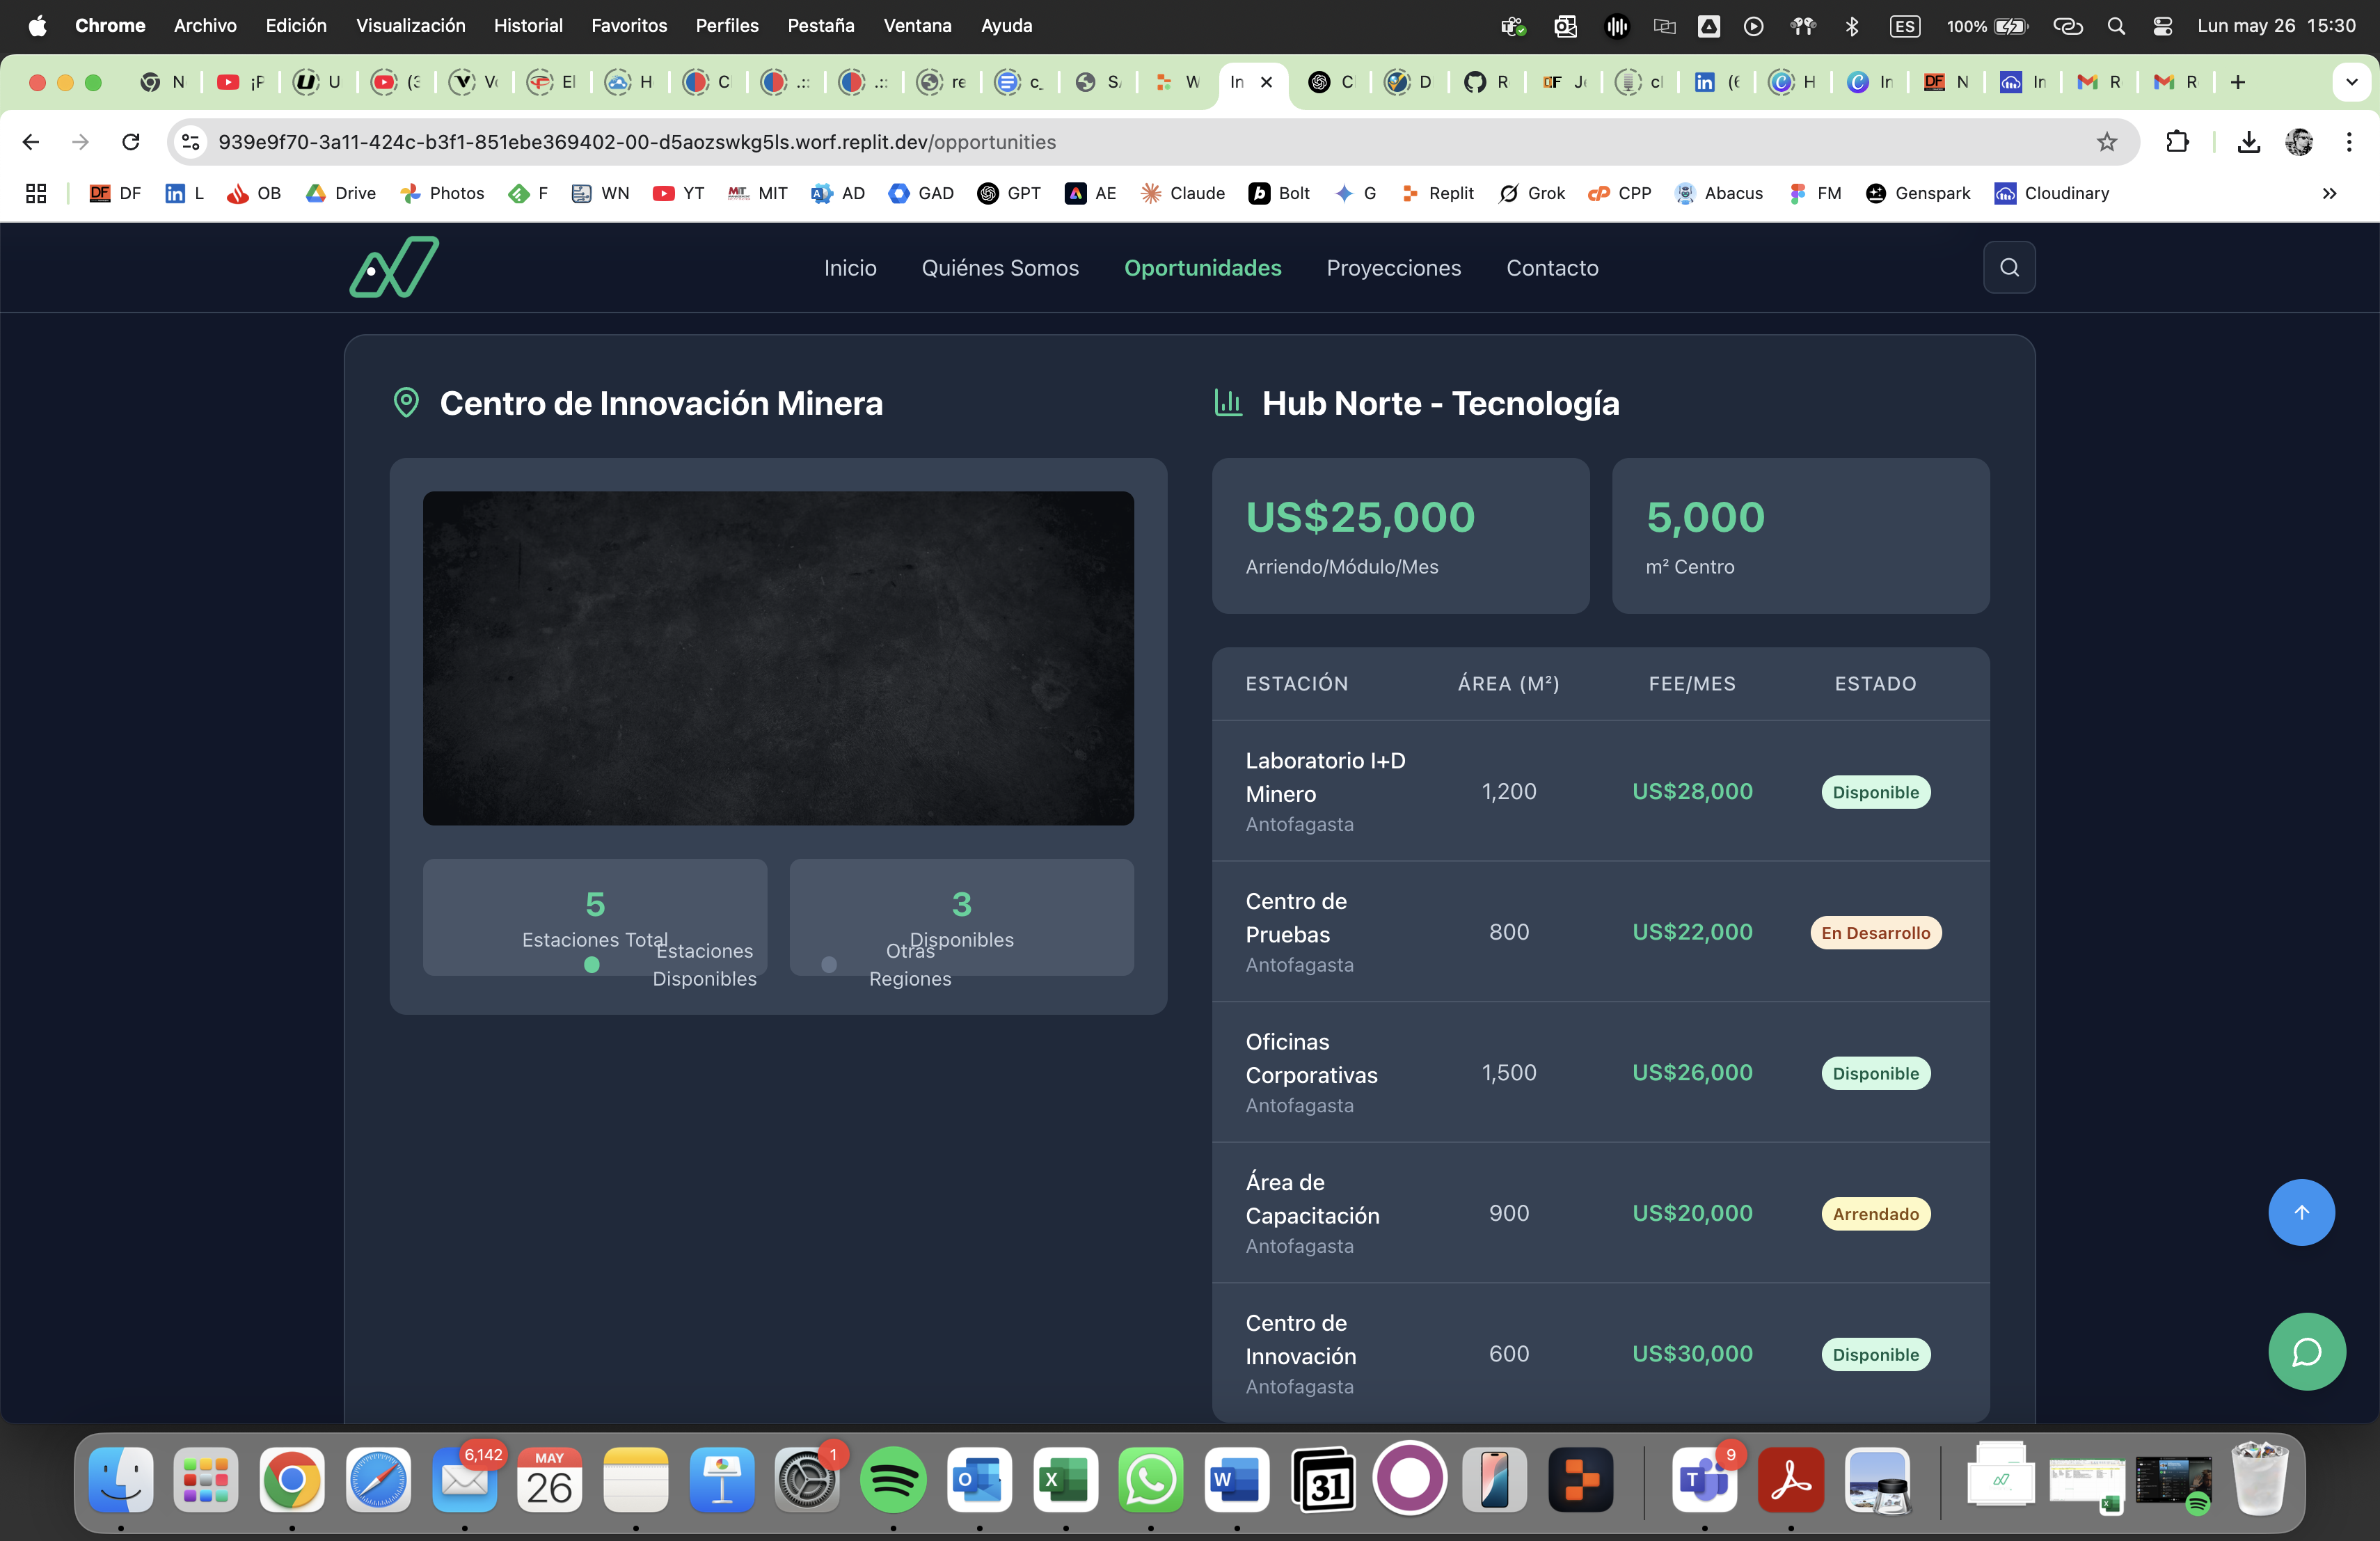 Chrome Archivo Edición Visualización Historial Favoritos Perfiles Pestaña Ventana Ayuda
ES 100% Lun may 26 15:30
N ¡F U (3 V El H C .: .: re c_ S W In C D R DF J cl (6 H In DF N In R R
939e9f70-3a11-424c-b3f1-851ebe369402-00-d5aozswkg5ls.worf.replit.dev/opportunities
DF L OB Drive Photos F WN YT MIT AD GAD GPT AE Claude Bolt G Replit Grok CPP Abacus FM Genspark Cloudinary
Inicio Quiénes Somos Oportunidades Proyecciones Contacto
Centro de Innovación Minera
5
Estaciones Total
3
Disponibles
Estaciones
Disponibles
Otras
Regiones
Hub Norte - Tecnología
US$25,000
Arriendo/Módulo/Mes
5,000
m² Centro
ESTACIÓN ÁREA (M²) FEE/MES ESTADO
Laboratorio I+D
Minero
Antofagasta
1,200 US$28,000 Disponible
Centro de
Pruebas
Antofagasta
800 US$22,000 En Desarrollo
Oficinas
Corporativas
Antofagasta
1,500 US$26,000 Disponible
Área de
Capacitación
Antofagasta
900 US$20,000 Arrendado
Centro de
Innovación
Antofagasta
600 US$30,000 Disponible
6,142
MAY
26
1
31
9